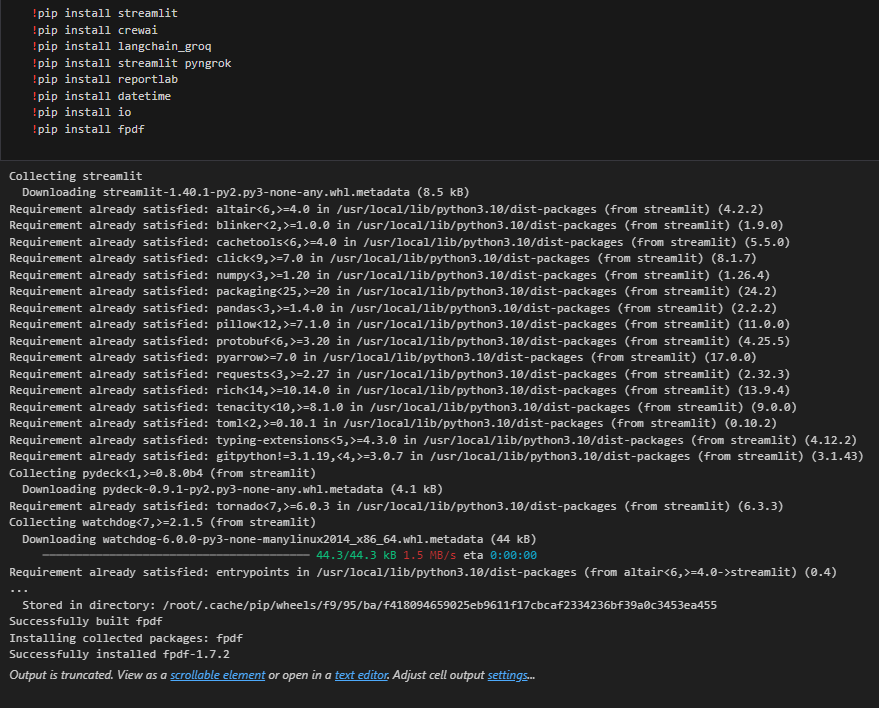 !pip install streamlit
!pip install crewai
!pip install langchain_groq
!pip install streamlit pyngrok
!pip install reportlab
!pip install datetime
!pip install io
!pip install fpdf
Collecting streamlit
  Downloading streamlit-1.40.1-py2.py3-none-any.whl.metadata (8.5 kB)
Requirement already satisfied: altair<6,>=4.0 in /usr/local/lib/python3.10/dist-packages (from streamlit) (4.2.2)
Requirement already satisfied: blinker<2,>=1.0.0 in /usr/local/lib/python3.10/dist-packages (from streamlit) (1.9.0)
Requirement already satisfied: cachetools<6,>=4.0 in /usr/local/lib/python3.10/dist-packages (from streamlit) (5.5.0)
Requirement already satisfied: click<9,>=7.0 in /usr/local/lib/python3.10/dist-packages (from streamlit) (8.1.7)
Requirement already satisfied: numpy<3,>=1.20 in /usr/local/lib/python3.10/dist-packages (from streamlit) (1.26.4)
Requirement already satisfied: packaging<25,>=20 in /usr/local/lib/python3.10/dist-packages (from streamlit) (24.2)
Requirement already satisfied: pandas<3,>=1.4.0 in /usr/local/lib/python3.10/dist-packages (from streamlit) (2.2.2)
Requirement already satisfied: pillow<12,>=7.1.0 in /usr/local/lib/python3.10/dist-packages (from streamlit) (11.0.0)
Requirement already satisfied: protobuf<6,>=3.20 in /usr/local/lib/python3.10/dist-packages (from streamlit) (4.25.5)
Requirement already satisfied: pyarrow>=7.0 in /usr/local/lib/python3.10/dist-packages (from streamlit) (17.0.0)
Requirement already satisfied: requests<3,>=2.27 in /usr/local/lib/python3.10/dist-packages (from streamlit) (2.32.3)
Requirement already satisfied: rich<14,>=10.14.0 in /usr/local/lib/python3.10/dist-packages (from streamlit) (13.9.4)
Requirement already satisfied: tenacity<10,>=8.1.0 in /usr/local/lib/python3.10/dist-packages (from streamlit) (9.0.0)
Requirement already satisfied: toml<2,>=0.10.1 in /usr/local/lib/python3.10/dist-packages (from streamlit) (0.10.2)
Requirement already satisfied: typing-extensions<5,>=4.3.0 in /usr/local/lib/python3.10/dist-packages (from streamlit) (4.12.2)
Requirement already satisfied: gitpython!=3.1.19,<4,>=3.0.7 in /usr/local/lib/python3.10/dist-packages (from streamlit) (3.1.43)
Collecting pydeck<1,>=0.8.0b4 (from streamlit)
  Downloading pydeck-0.9.1-py2.py3-none-any.whl.metadata (4.1 kB)
Requirement already satisfied: tornado<7,>=6.0.3 in /usr/local/lib/python3.10/dist-packages (from streamlit) (6.3.3)
Collecting watchdog<7,>=2.1.5 (from streamlit)
  Downloading watchdog-6.0.0-py3-none-manylinux2014_x86_64.whl.metadata (44 kB)
     ━━━━━━━━━━━━━━━━━━━━━━━━━━━━━━━━━━━━━━━━ 44.3/44.3 kB 1.5 MB/s eta 0:00:00
Requirement already satisfied: entrypoints in /usr/local/lib/python3.10/dist-packages (from altair<6,>=4.0->streamlit) (0.4)
...
  Stored in directory: /root/.cache/pip/wheels/f9/95/ba/f418094659025eb9611f17cbcaf2334236bf39a0c3453ea455
Successfully built fpdf
Installing collected packages: fpdf
Successfully installed fpdf-1.7.2
Output is truncated. View as a scrollable element or open in a text editor. Adjust cell output settings...